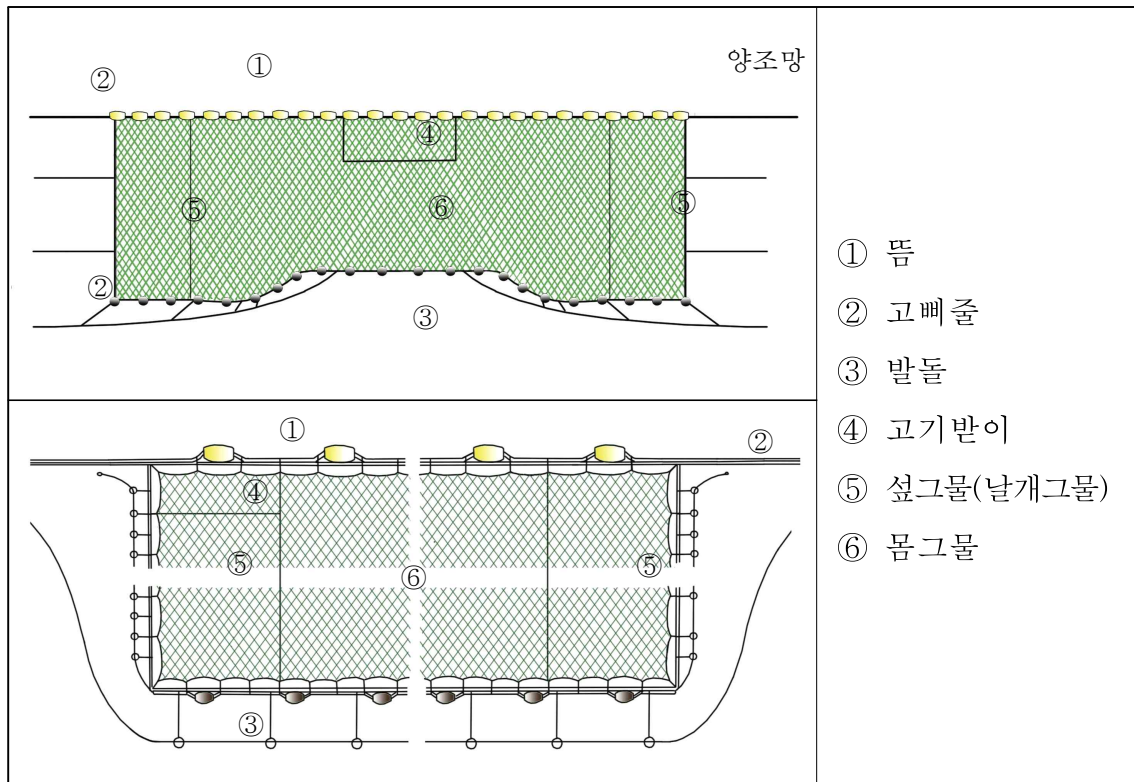 양조망
① 
②
④
⑤ ⑥ ⑤
②
③
① ②
④
⑤ ⑥ ⑤
③
① 뜸
② 고삐줄
③ 발돌
④ 고기받이
⑤ 섶그물(날개그물)
⑥ 몸그물